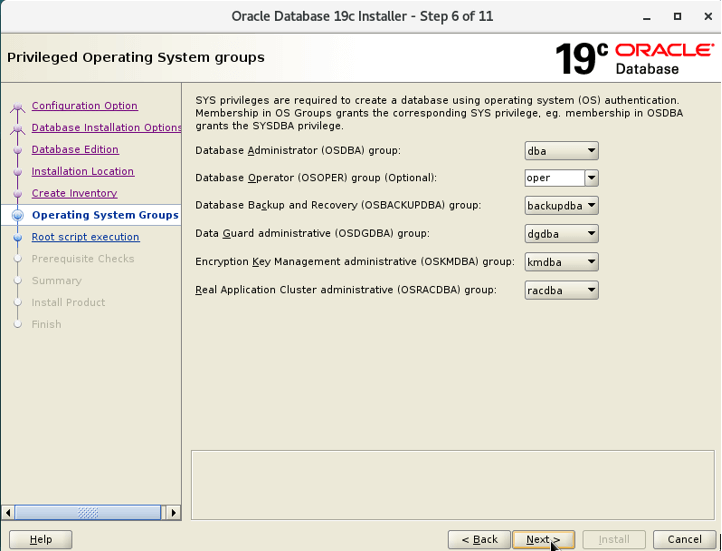 Oracle Database 19c Installer - Step 6 of 11
Privileged Operating System groups
19c ORACLE
Database
Configuration Option
Database Installation Options
Database Edition
Installation Location
Create Inventory
Operating System Groups
Root script execution
Prerequisite Checks
Summary
Install Product
Finish
SYS privileges are required to create a database using operating system (OS) authentication.
Membership in OS Groups grants the corresponding SYS privilege, eg. membership in OSDBA
grants the SYSDBA privilege.
Database Administrator (OSDBA) group: dba
Database Operator (OSOPER) group (Optional): oper
Database Backup and Recovery (OSBACKUPDBA) group: backupdba
Data Guard administrative (OSDGDBA) group: dgdba
Encryption Key Management administrative (OSKMDBA) group: kmdba
Real Application Cluster administrative (OSRACDBA) group: racdba
Help
< Back Next > Install Cancel